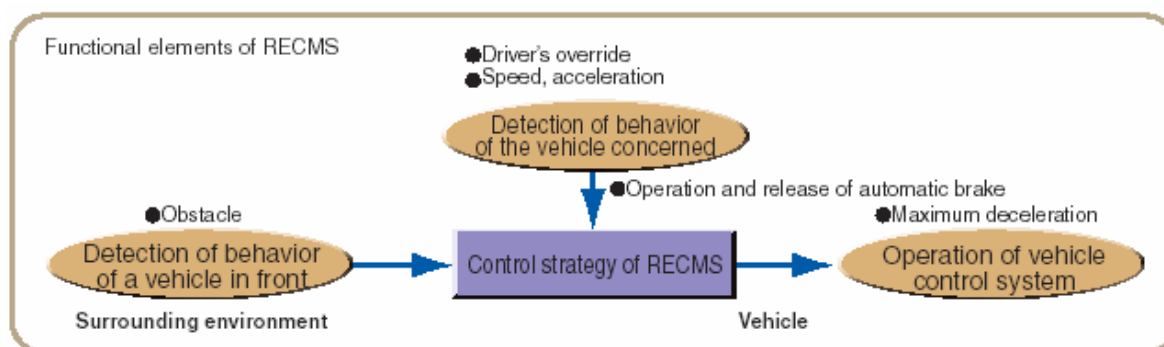 Functional elements of RECMS
●Driver's override
●Speed, acceleration
Detection of behavior
of the vehicle concerned
●Operation and release of automatic brake
●Obstacle
●Maximum deceleration
Detection of behavior
of a vehicle in front
Control strategy of RECMS
Operation of vehicle
control system
Surrounding environment
Vehicle